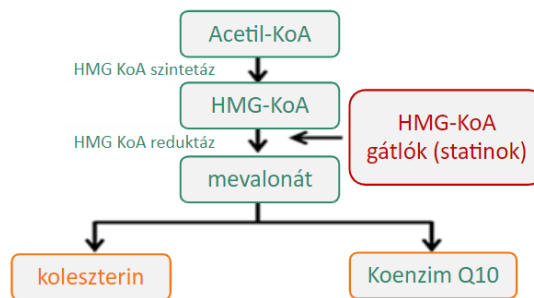 Acetil-KoA
HMG KoA szintetáz
HMG-KoA
HMG KoA reduktáz
HMG-KoA
gátlók (statinok)
mevalonát
koleszterin
Koenzim Q10